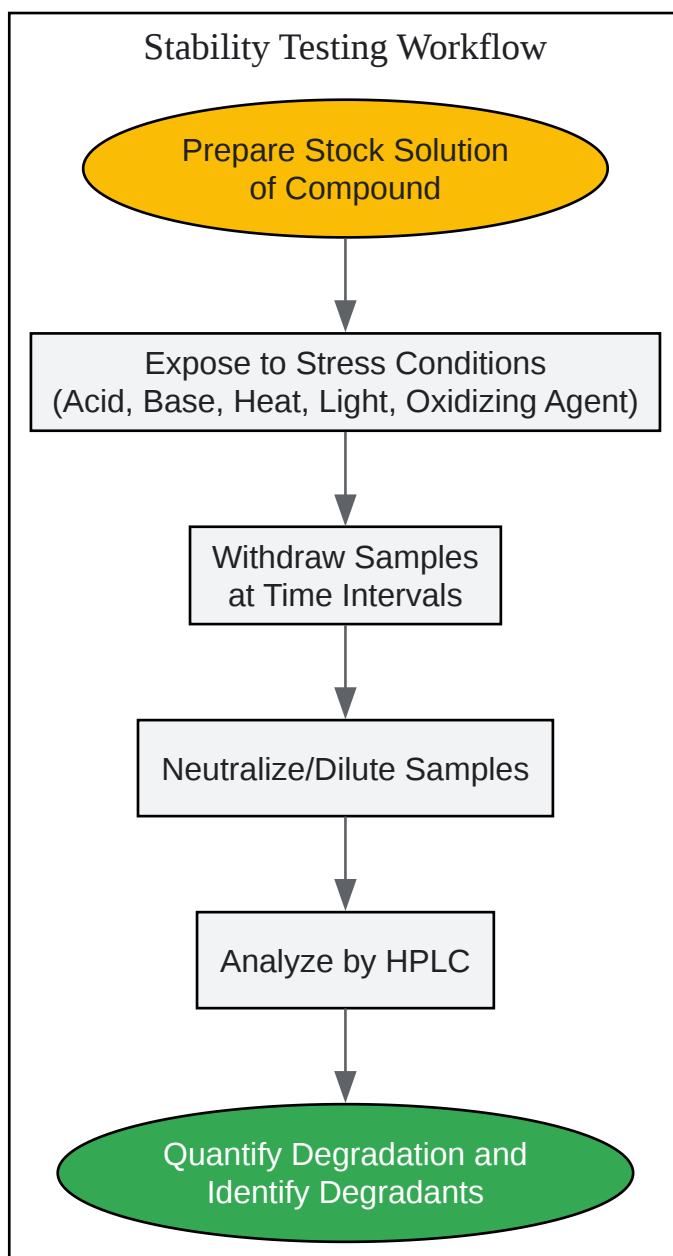 Stability Testing Workflow
Prepare Stock Solution
of Compound
Expose to Stress Conditions
(Acid, Base, Heat, Light, Oxidizing Agent)
Withdraw Samples
at Time Intervals
Neutralize/Dilute Samples
Analyze by HPLC
Quantify Degradation and
Identify Degradants